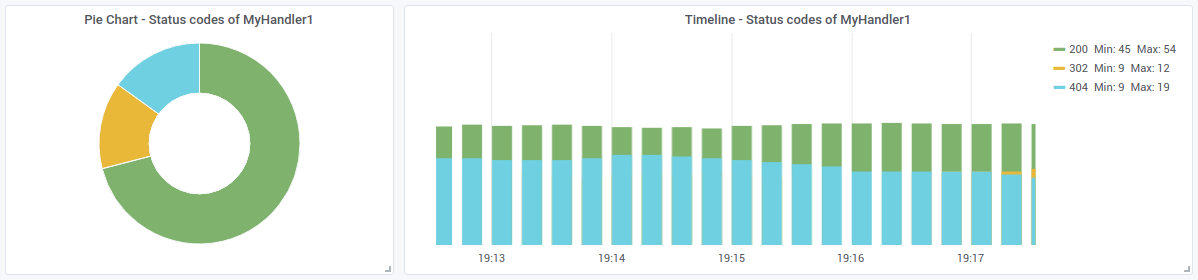 Pie Chart - Status codes of MyHandler1
Timeline - Status codes of MyHandler1
200 Min: 45 Max: 54
302 Min: 9 Max: 12
404 Min: 9 Max: 19
19:13 19:14 19:15 19:16 19:17